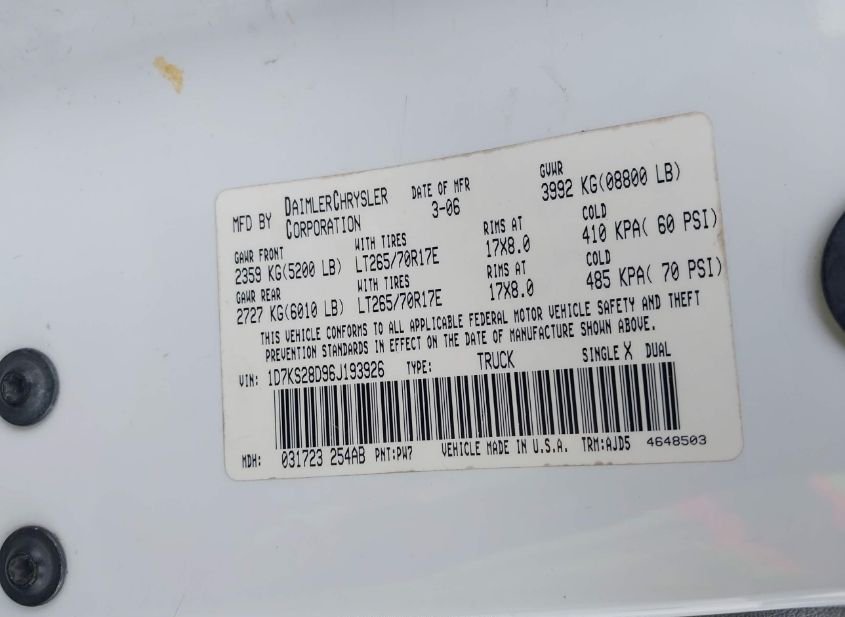 MFD BY DAIMLERCHRYSLER CORPORATION
DATE OF MFR 3-06
GVWR 3992 KG(08800 LB)
GAWR FRONT WITH TIRES RIMS AT COLD
2359 KG(5200 LB) LT265/70R17E 17X8.0 410 KPA( 60 PSI)
GAWR REAR WITH TIRES RIMS AT COLD
2727 KG(6010 LB) LT265/70R17E 17X8.0 485 KPA( 70 PSI)
THIS VEHICLE CONFORMS TO ALL APPLICABLE FEDERAL MOTOR VEHICLE SAFETY AND THEFT
PREVENTION STANDARDS IN EFFECT ON THE DATE OF MANUFACTURE SHOWN ABOVE.
VIN: 1D7KS28D96J193926 TYPE: TRUCK SINGLE X DUAL
MDH: 031723 254AB PNT:PW7 VEHICLE MADE IN U.S.A. TRM:AJD5 4648503